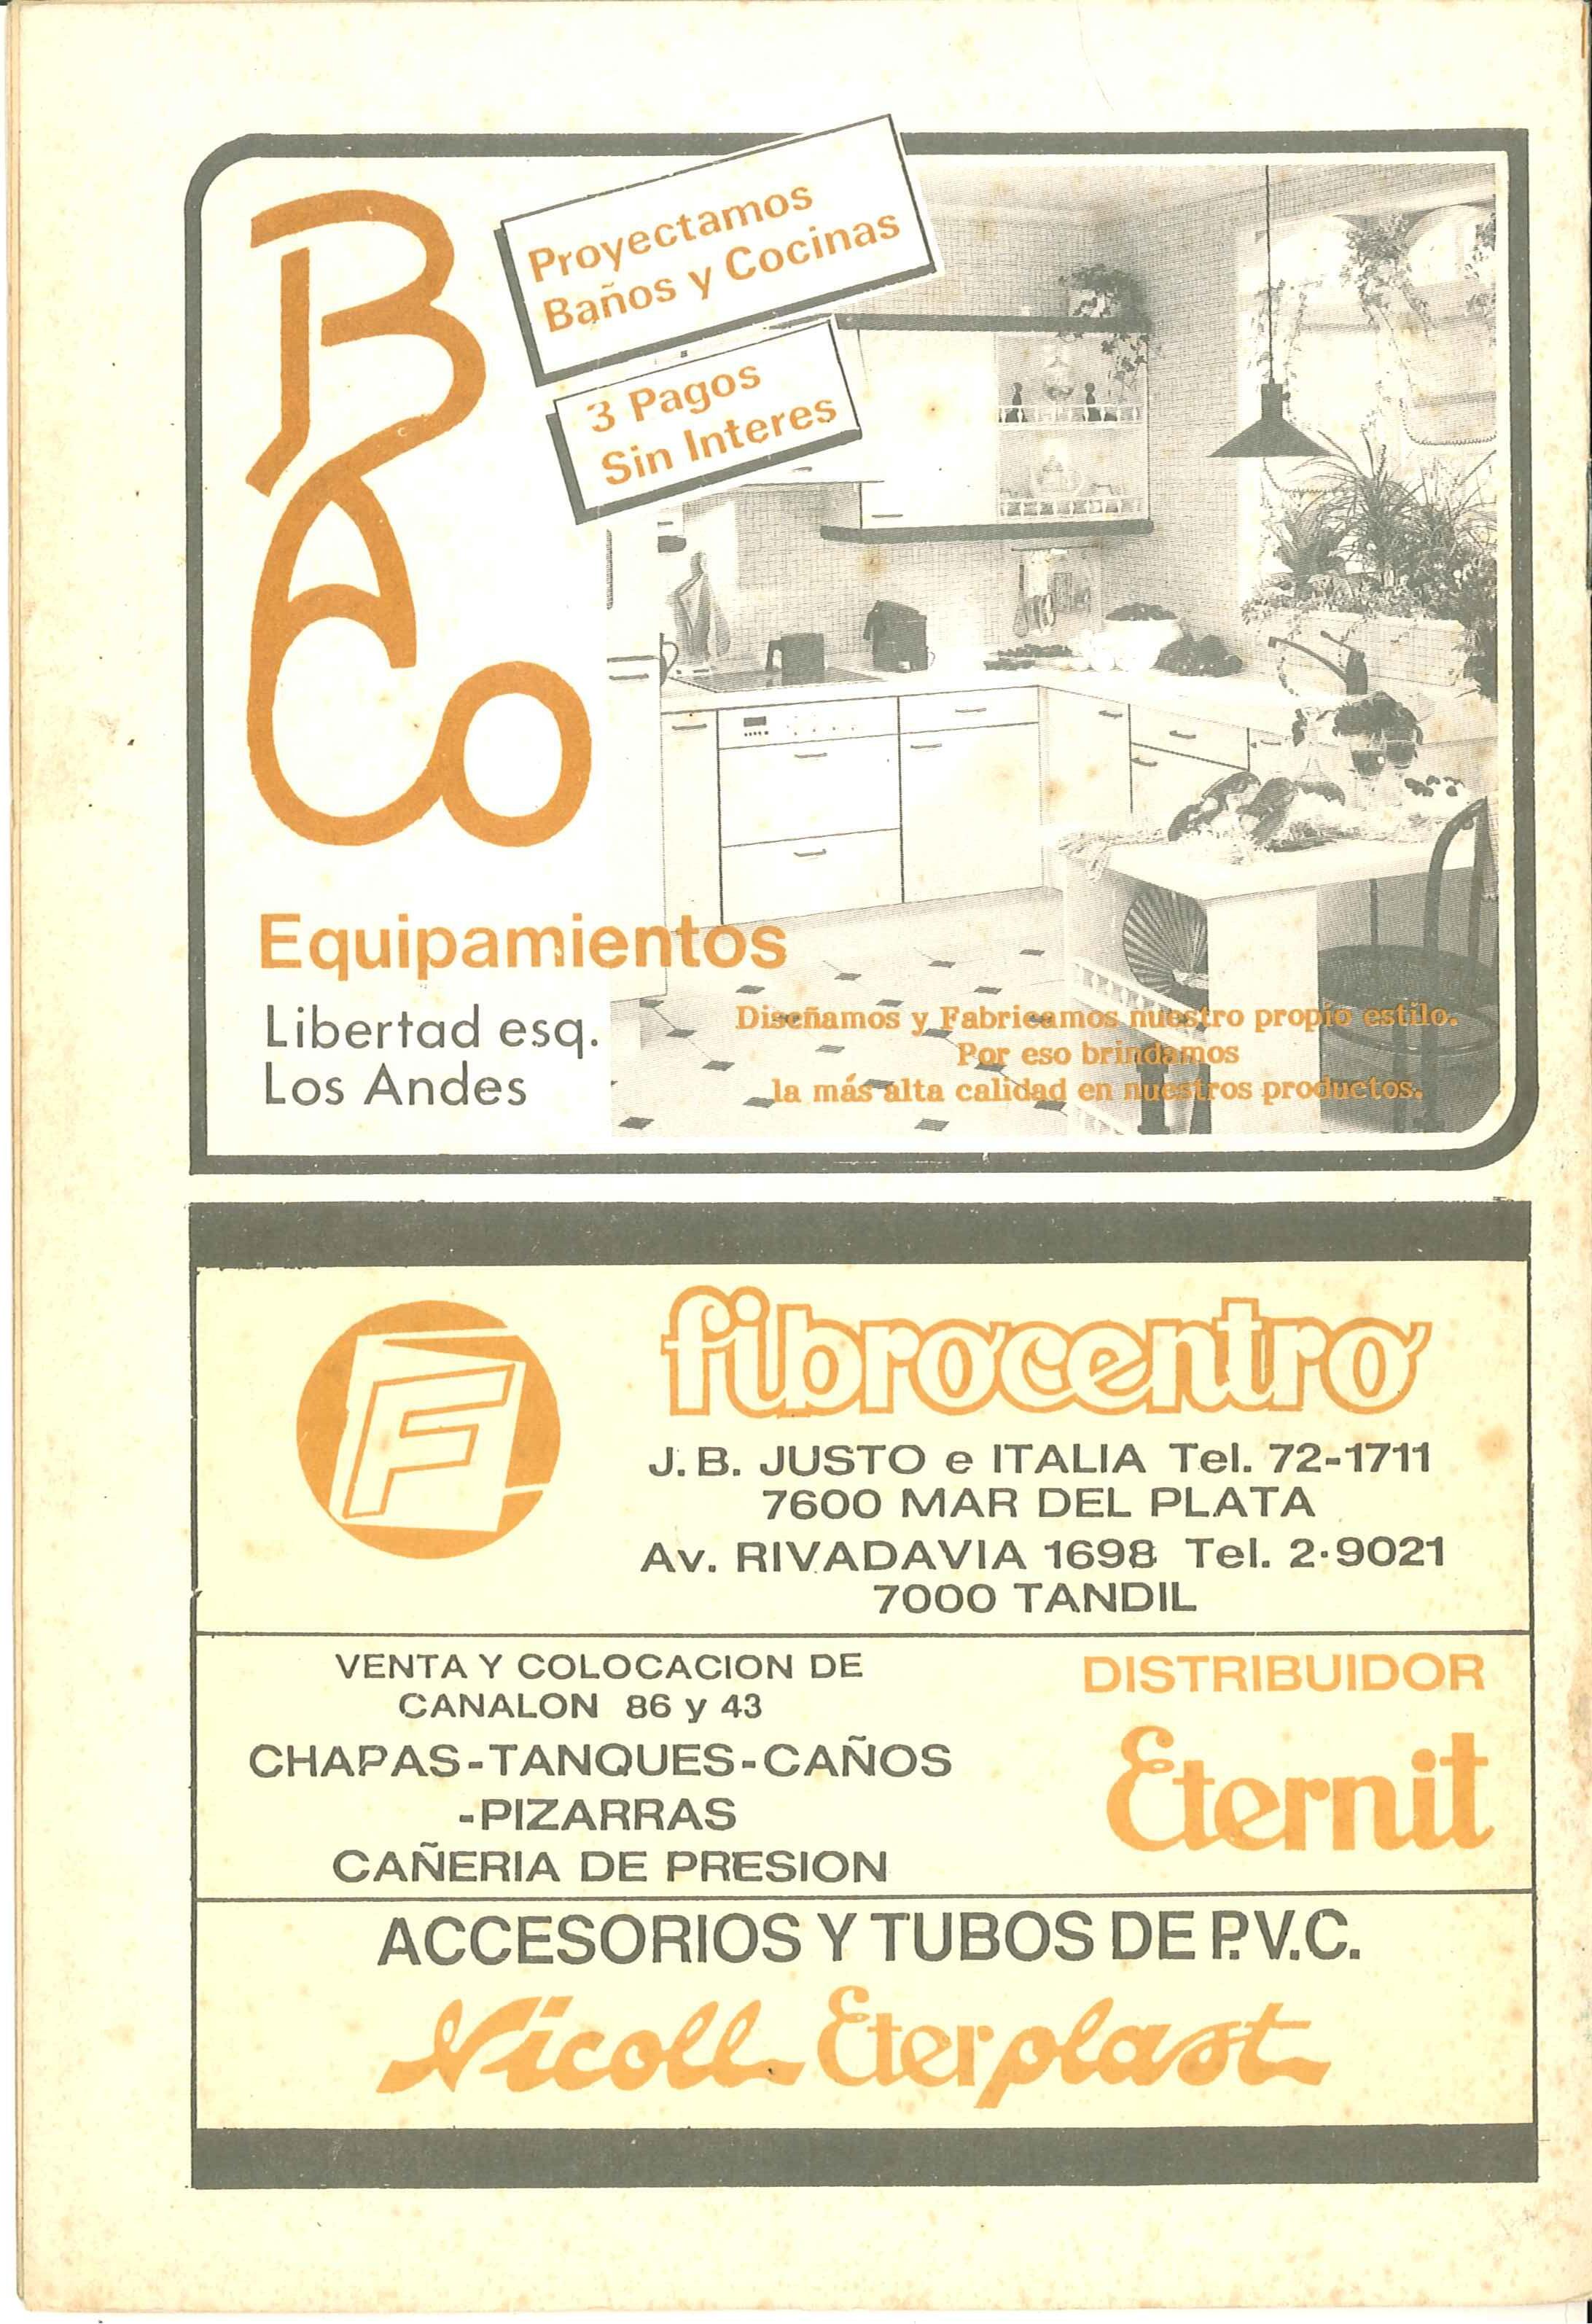 BACo
Proyectamos
Baños y Cocinas
3 Pagos
Sin Interes
Equipamientos
Libertad esq.
Los Andes
Diseñamos y Fabricamos nuestro propio estilo.
Por eso brindamos
la más alta calidad en nuestros productos.
F
fibrocentro
J. B. JUSTO e ITALIA Tel. 72-1711
7600 MAR DEL PLATA
Av. RIVADAVIA 1698 Tel. 2-9021
7000 TANDIL
VENTA Y COLOCACION DE
CANALON 86 y 43
CHAPAS-TANQUES-CAÑOS
-PIZARRAS
CAÑERIA DE PRESION
DISTRIBUIDOR
Eternit
ACCESORIOS Y TUBOS DE P.V.C.
Nicoll Eterplast